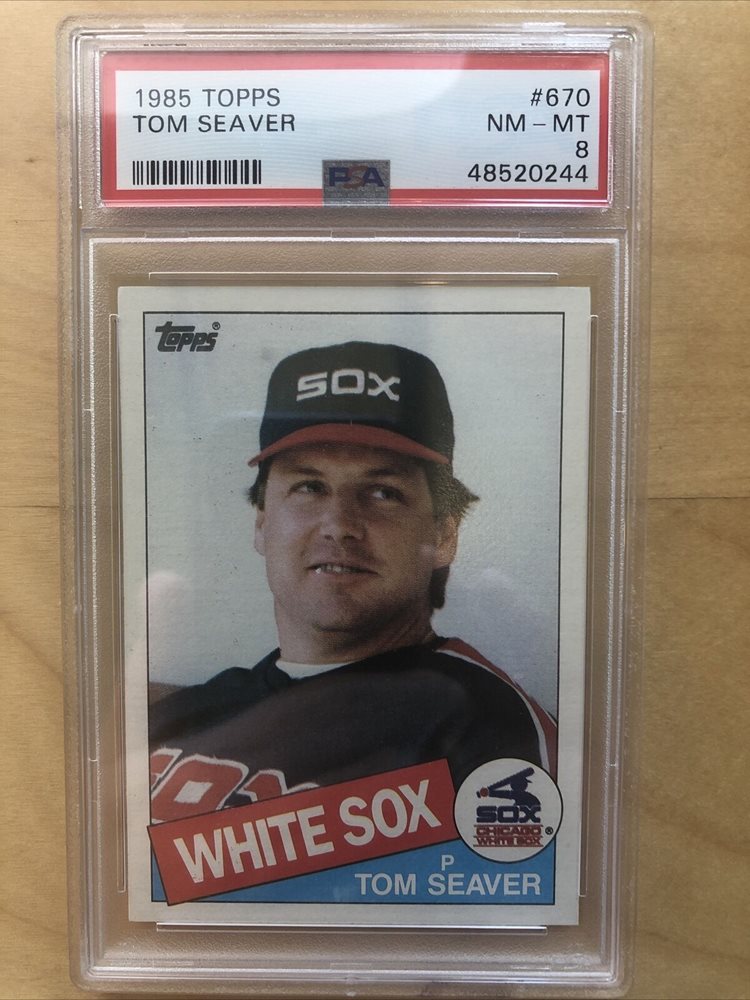 1985 TOPPS #670
TOM SEAVER NM - MT
8
PSA 48520244
topps®
SOX
SOX
WHITE SOX
SOX
CHICAGO
WHITE SOX ®
P
TOM SEAVER